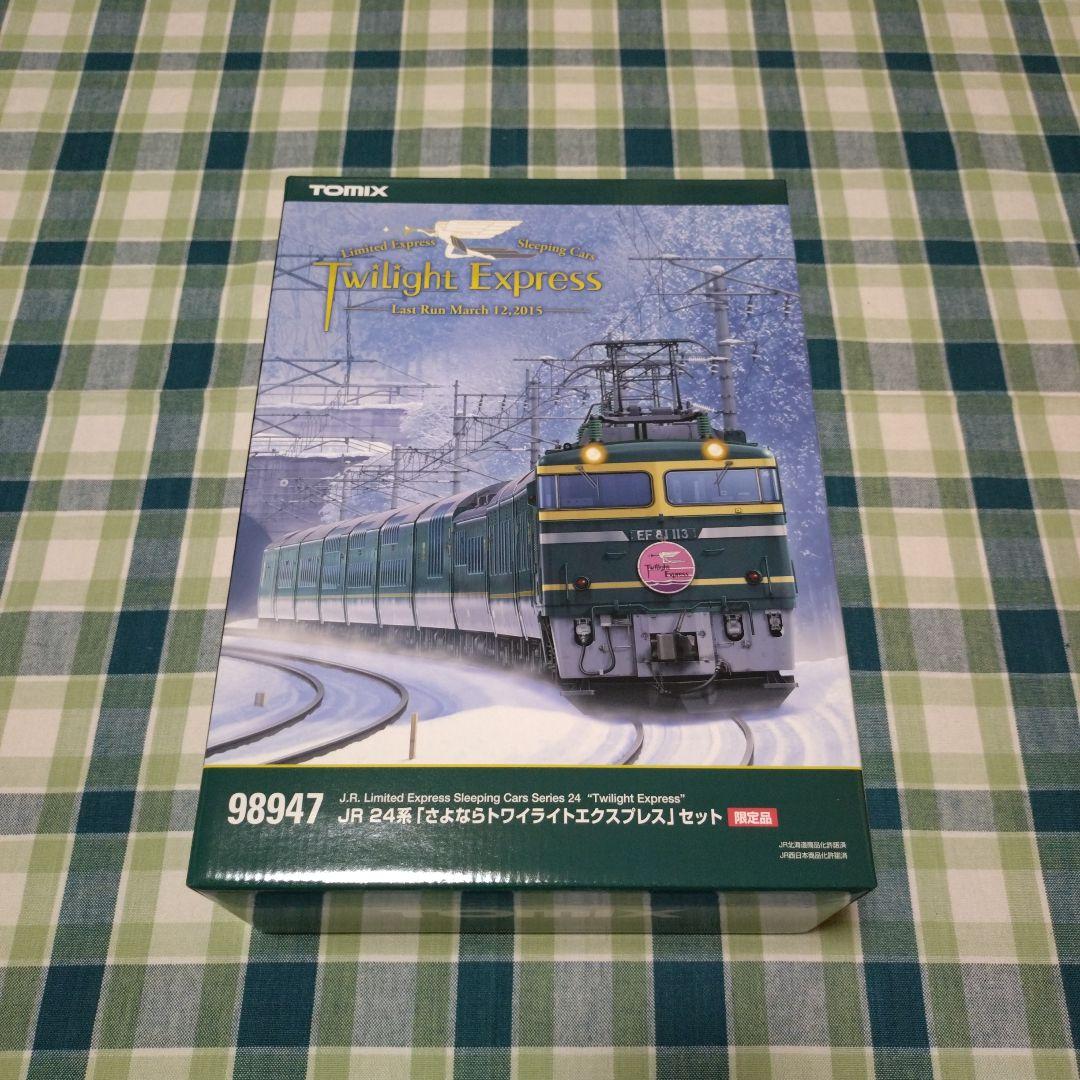 TOMIX
Limited Express Sleeping Cars
Twilight Express
Last Run March 12,2015
EF 81 113
Twilight
Express
98947
J.R. Limited Express Sleeping Cars Series 24 "Twilight Express"
JR 24系「さよならトワイライトエクスプレス」セット 限定品
JR北海道商品化許諾済
JR西日本商品化許諾済
TOMIX